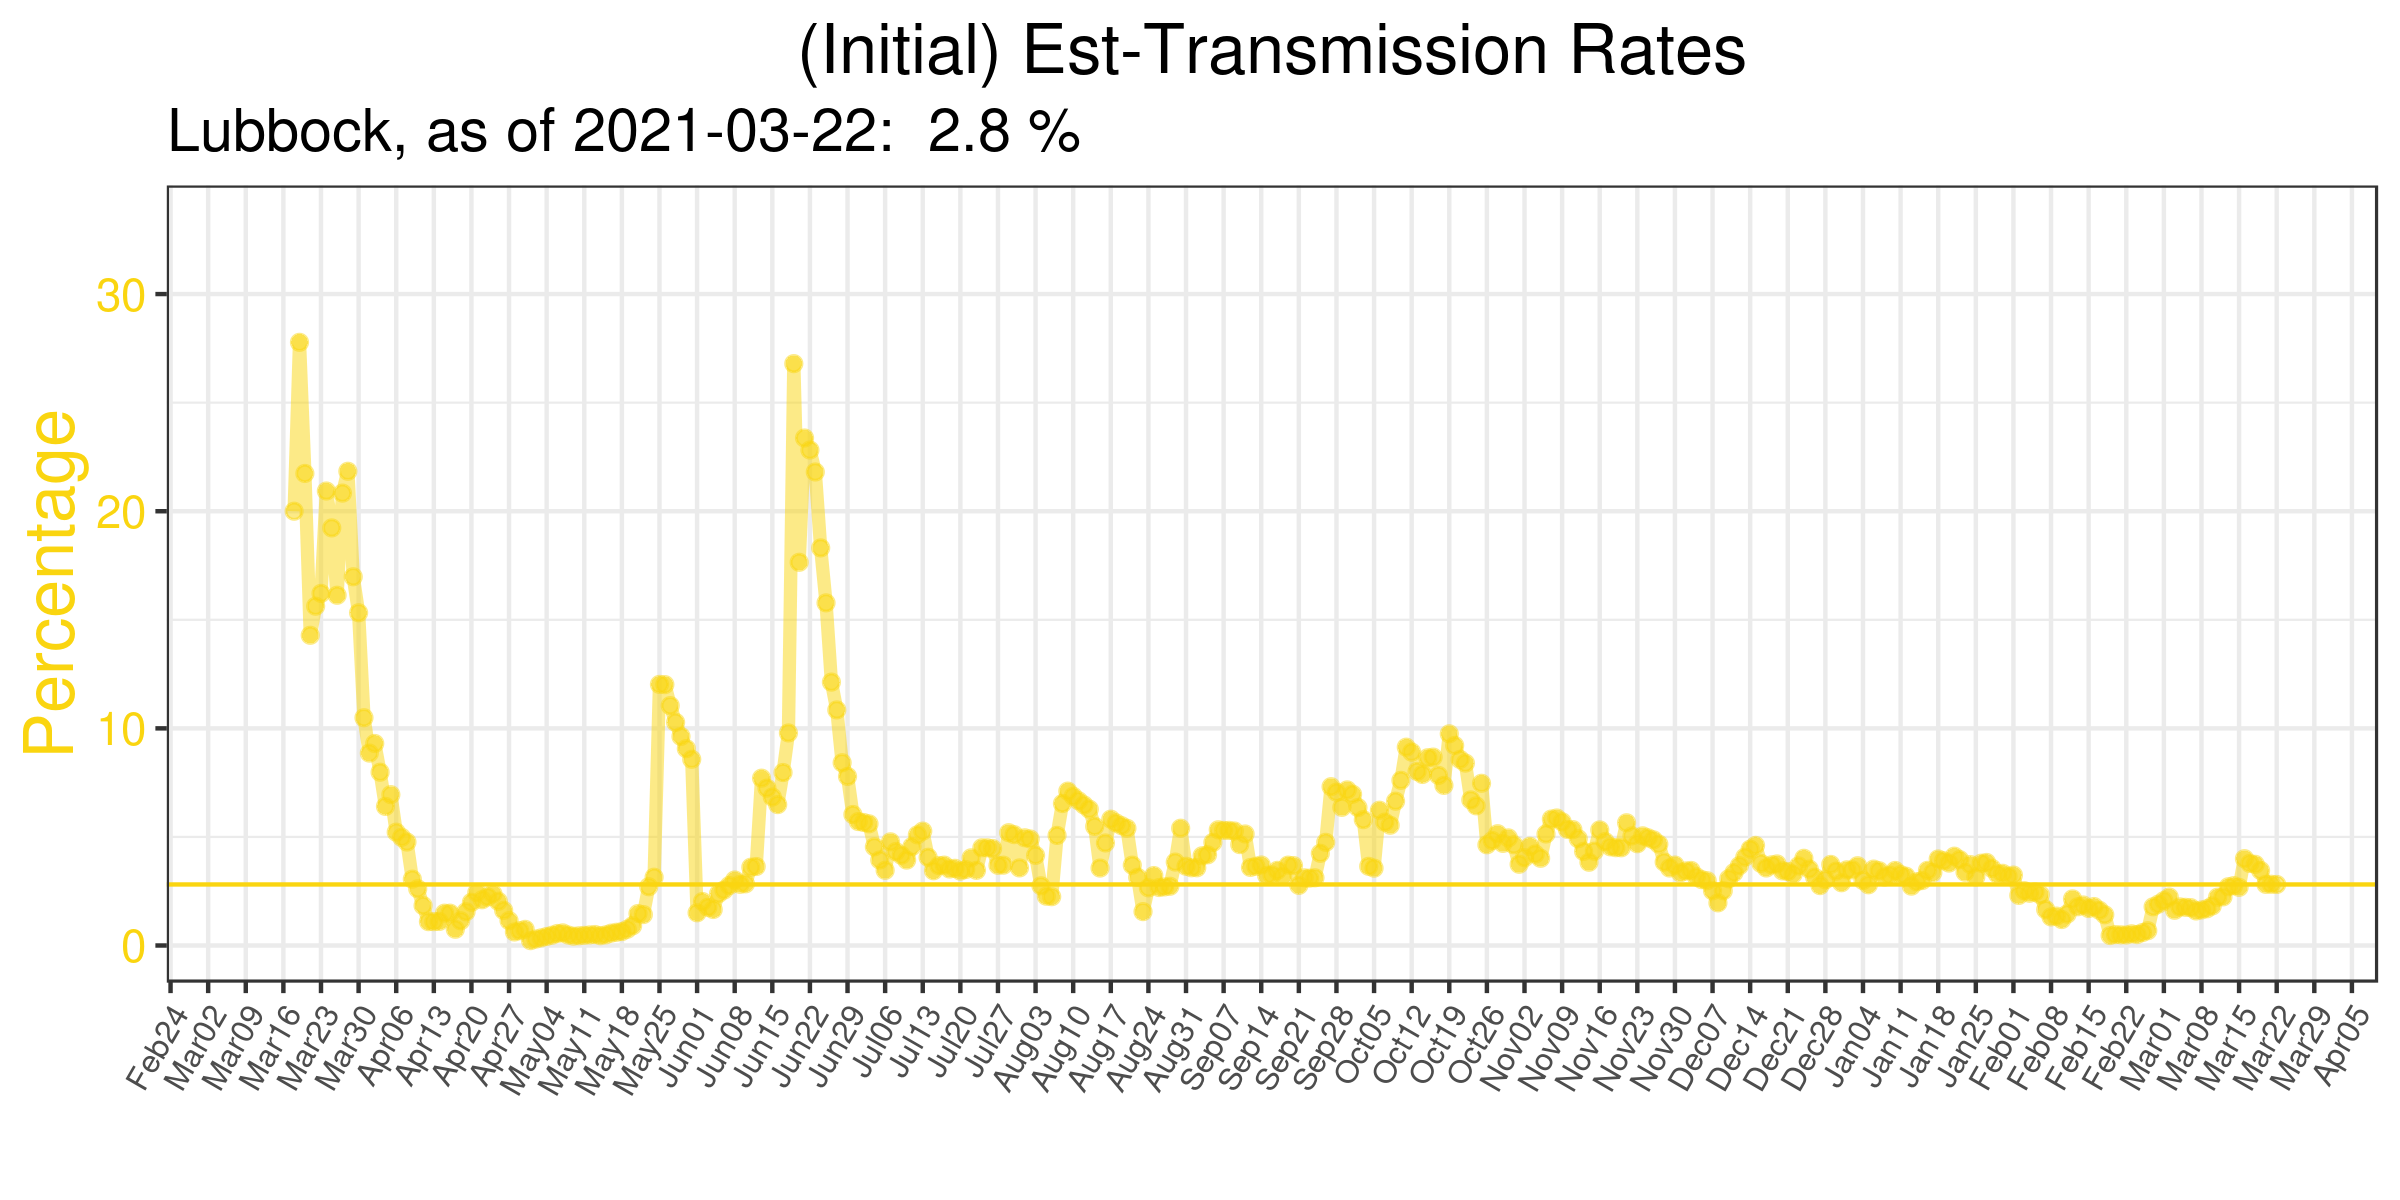 (Initial) Est-Transmission Rates
Lubbock, as of 2021-03-22:  2.8 %
Percentage
30
20
10
0
Feb24
Mar02
Mar09
Mar16
Mar23
Mar30
Apr06
Apr13
Apr20
Apr27
May04
May11
May18
May25
Jun01
Jun08
Jun15
Jun22
Jun29
Jul06
Jul13
Jul20
Jul27
Aug03
Aug10
Aug17
Aug24
Aug31
Sep07
Sep14
Sep21
Sep28
Oct05
Oct12
Oct19
Oct26
Nov02
Nov09
Nov16
Nov23
Nov30
Dec07
Dec14
Dec21
Dec28
Jan04
Jan11
Jan18
Jan25
Feb01
Feb08
Feb15
Feb22
Mar01
Mar08
Mar15
Mar22
Mar29
Apr05